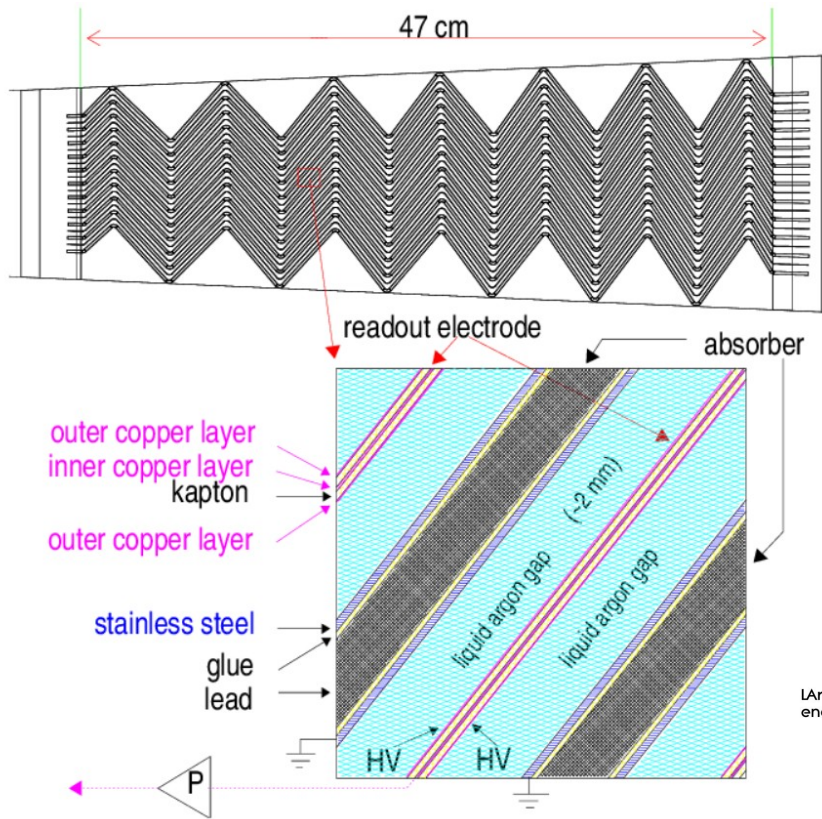 47 cm
readout electrode
absorber
outer copper layer
inner copper layer
kapton
outer copper layer
(~2 mm)
liquid argon gap
liquid argon gap
stainless steel
glue
lead
HV
HV
P